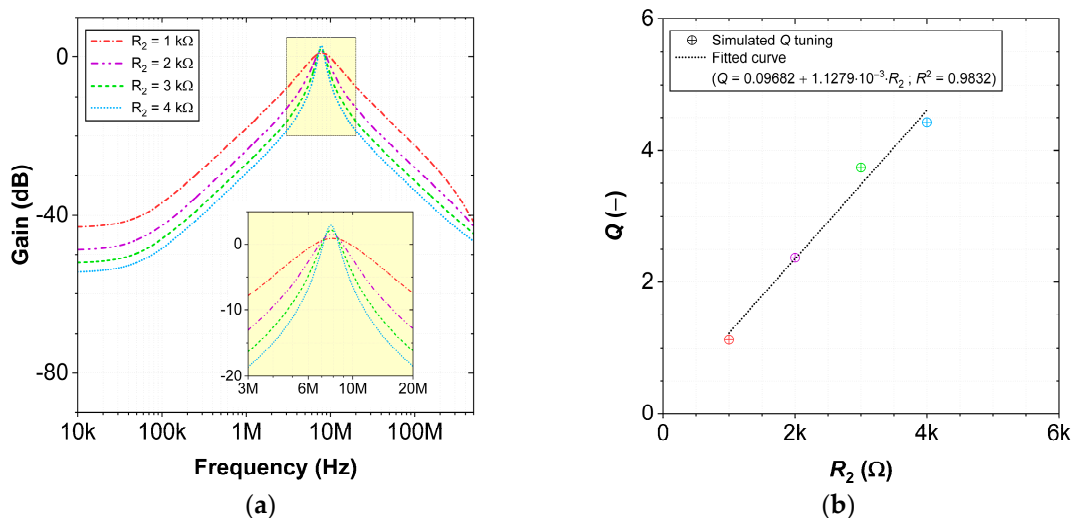 R2 = 1 kΩ
R2 = 2 kΩ
R2 = 3 kΩ
R2 = 4 kΩ
Gain (dB)
0
-40
-80
0
-10
-20
3M 6M 10M 20M
10k 100k 1M 10M 100M
Frequency (Hz)
(a)
Simulated Q tuning
Fitted curve
(Q = 0.09682 + 1.1279·10⁻³·R2 ; R² = 0.9832)
Q (−)
6
4
2
0
0 2k 4k 6k
R2 (Ω)
(b)